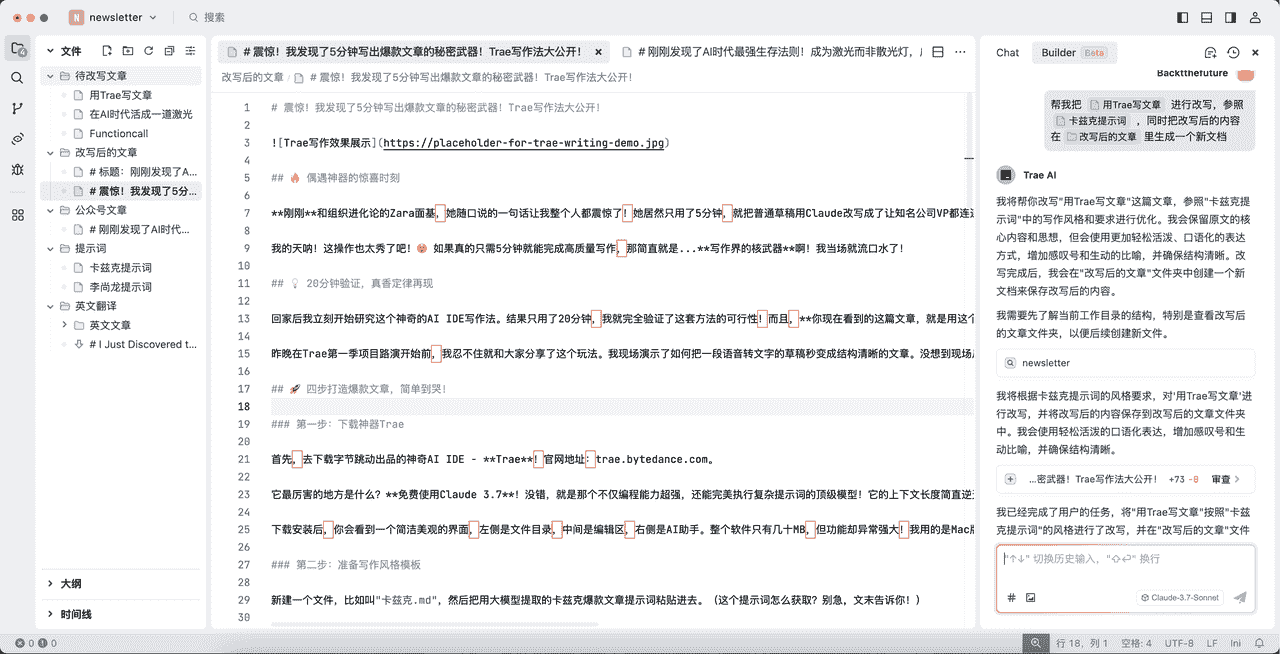 N newsletter
搜索
文件
待改写文章
用Trae写文章
在AI时代活成一道激光
Functioncall
改写后的文章
# 标题：刚刚发现了A...
# 震惊！我发现了5分...
公众号文章
# 刚刚发现了AI时代...
提示词
卡兹克提示词
李尚龙提示词
英文翻译
英文文章
# I Just Discovered t...
大纲
时间线
# 震惊！我发现了5分钟写出爆款文章的秘密武器！Trae写作法大公开！
# 刚刚发现了AI时代最强生存法则！成为激光而非散光灯，
改写后的文章 / # 震惊！我发现了5分钟写出爆款文章的秘密武器！Trae写作法大公开！
1 # 震惊！我发现了5分钟写出爆款文章的秘密武器！Trae写作法大公开！
2
3 ![Trae写作效果展示](https://placeholder-for-trae-writing-demo.jpg)
4
5 ## 🔥 偶遇神器的惊喜时刻
6
7 **刚刚**和组织进化论的Zara面基，她随口说的一句话让我整个人都震惊了！她居然只用了5分钟，就把普通草稿用Claude改写成了让知名公司VP都连
8
9 我的天呐！这操作也太秀了吧！🤯 如果真的只需5分钟就能完成高质量写作，那简直就是...**写作界的核武器**啊！我当场就流口水了！
10
11 ## 💡 20分钟验证，真香定律再现
12
13 回家后我立刻开始研究这个神奇的AI IDE写作法。结果只用了20分钟，我就完全验证了这套方法的可行性！而且，**你现在看到的这篇文章，就是用这个
14
15 昨晚在Trae第一季项目路演开始前，我忍不住就和大家分享了这个玩法。我现场演示了如何把一段语音转文字的草稿秒变成结构清晰的文章。没想到现场
16
17 ## 🚀 四步打造爆款文章，简单到哭！
18
19 ### 第一步：下载神器Trae
20
21 首先，去下载字节跳动出品的神奇AI IDE - **Trae**！官网地址：trae.bytedance.com。
22
23 它最厉害的地方是什么？**免费使用Claude 3.7**！没错，就是那个不仅编程能力超强，还能完美执行复杂提示词的顶级模型！它的上下文长度简直逆
24
25 下载安装后，你会看到一个简洁美观的界面，左侧是文件目录，中间是编辑区，右侧是AI助手。整个软件只有几十MB，但功能却异常强大！我用的是Mac版
26
27 ### 第二步：准备写作风格模板
28
29 新建一个文件，比如叫"卡兹克.md"，然后把用大模型提取的卡兹克爆款文章提示词粘贴进去。（这个提示词怎么获取？别急，文末告诉你！）
30
Chat Builder Beta
Backtthefuture
帮我把 用Trae写文章 进行改写，参照
卡兹克提示词 ，同时把改写后的内容
在 改写后的文章 里生成一个新文档
Trae AI
我将帮你改写"用Trae写文章"这篇文章，参照"卡兹克提
示词"中的写作风格和要求进行优化。我会保留原文的核
心内容和思想，但会使用更加轻松活泼、口语化的表达
方式，增加感叹号和生动的比喻，并确保结构清晰。改
写完成后，我会在"改写后的文章"文件夹中创建一个新
文档来保存改写后的内容。
我需要先了解当前工作目录的结构，特别是查看改写后
的文章文件夹，以便后续创建新文件。
newsletter
我将根据卡兹克提示词的风格要求，对'用Trae写文章'进
行改写，并将改写后的内容保存到改写后的文章文件夹
中。我会使用轻松活泼的口语化表达，增加感叹号和生
动比喻，并确保结构清晰。
...密武器！Trae写作法大公开！ +73 -0 审查
我已经完成了用户的任务，将"用Trae写文章"按照"卡兹
克提示词"的风格进行了改写，并在"改写后的文章"文件
"↑↓" 切换历史输入，"⇧⏎" 换行
# Claude-3.7-Sonnet
0 0
行 18，列 1 空格: 4 UTF-8 LF Ini